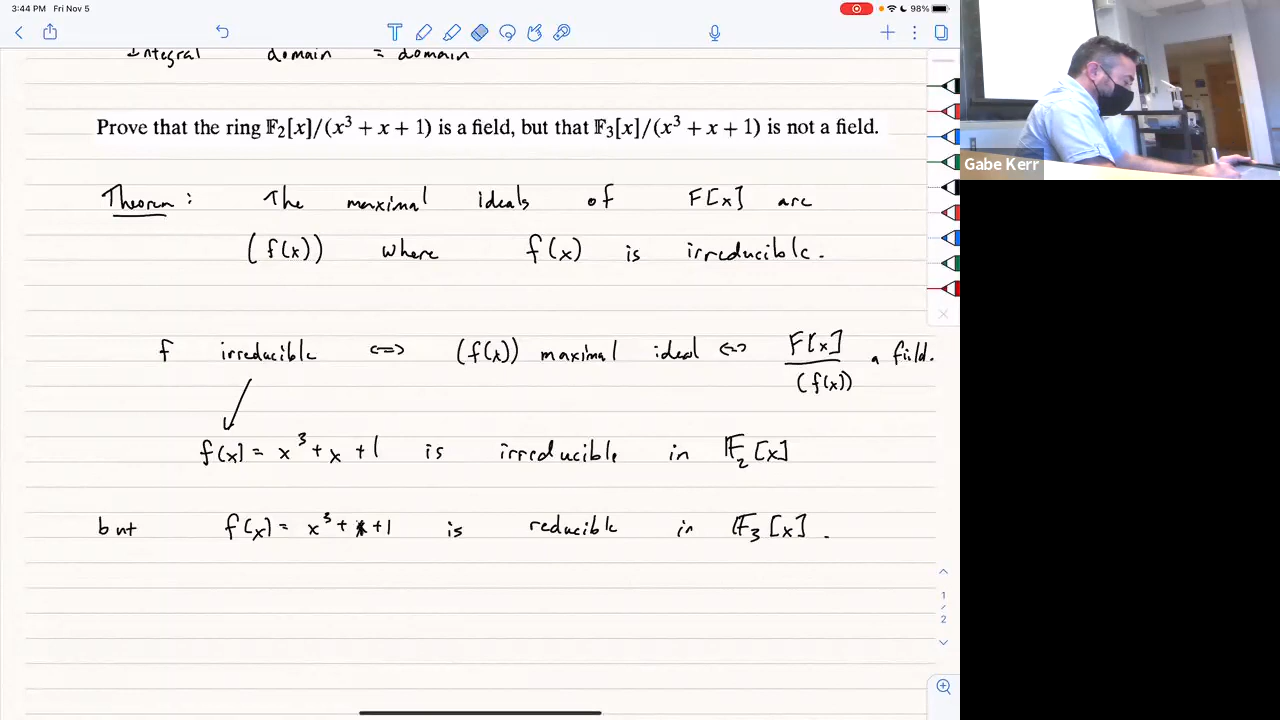 3:44 PM Fri Nov 5
98%
integral domain = domain
Prove that the ring 𝔽₂[x]/(x³ + x + 1) is a field, but that 𝔽₃[x]/(x³ + x + 1) is not a field.
Theorem: The maximal ideals of F[x] are
(f(x)) where f(x) is irreducible.
f irreducible ⟺ (f(x)) maximal ideal ⟺ F[x]/(f(x)) a field.
f(x) = x³ + x + 1 is irreducible in 𝔽₂[x]
but f(x) = x³ + x + 1 is reducible in 𝔽₃[x].
Gabe Kerr
1
/
2